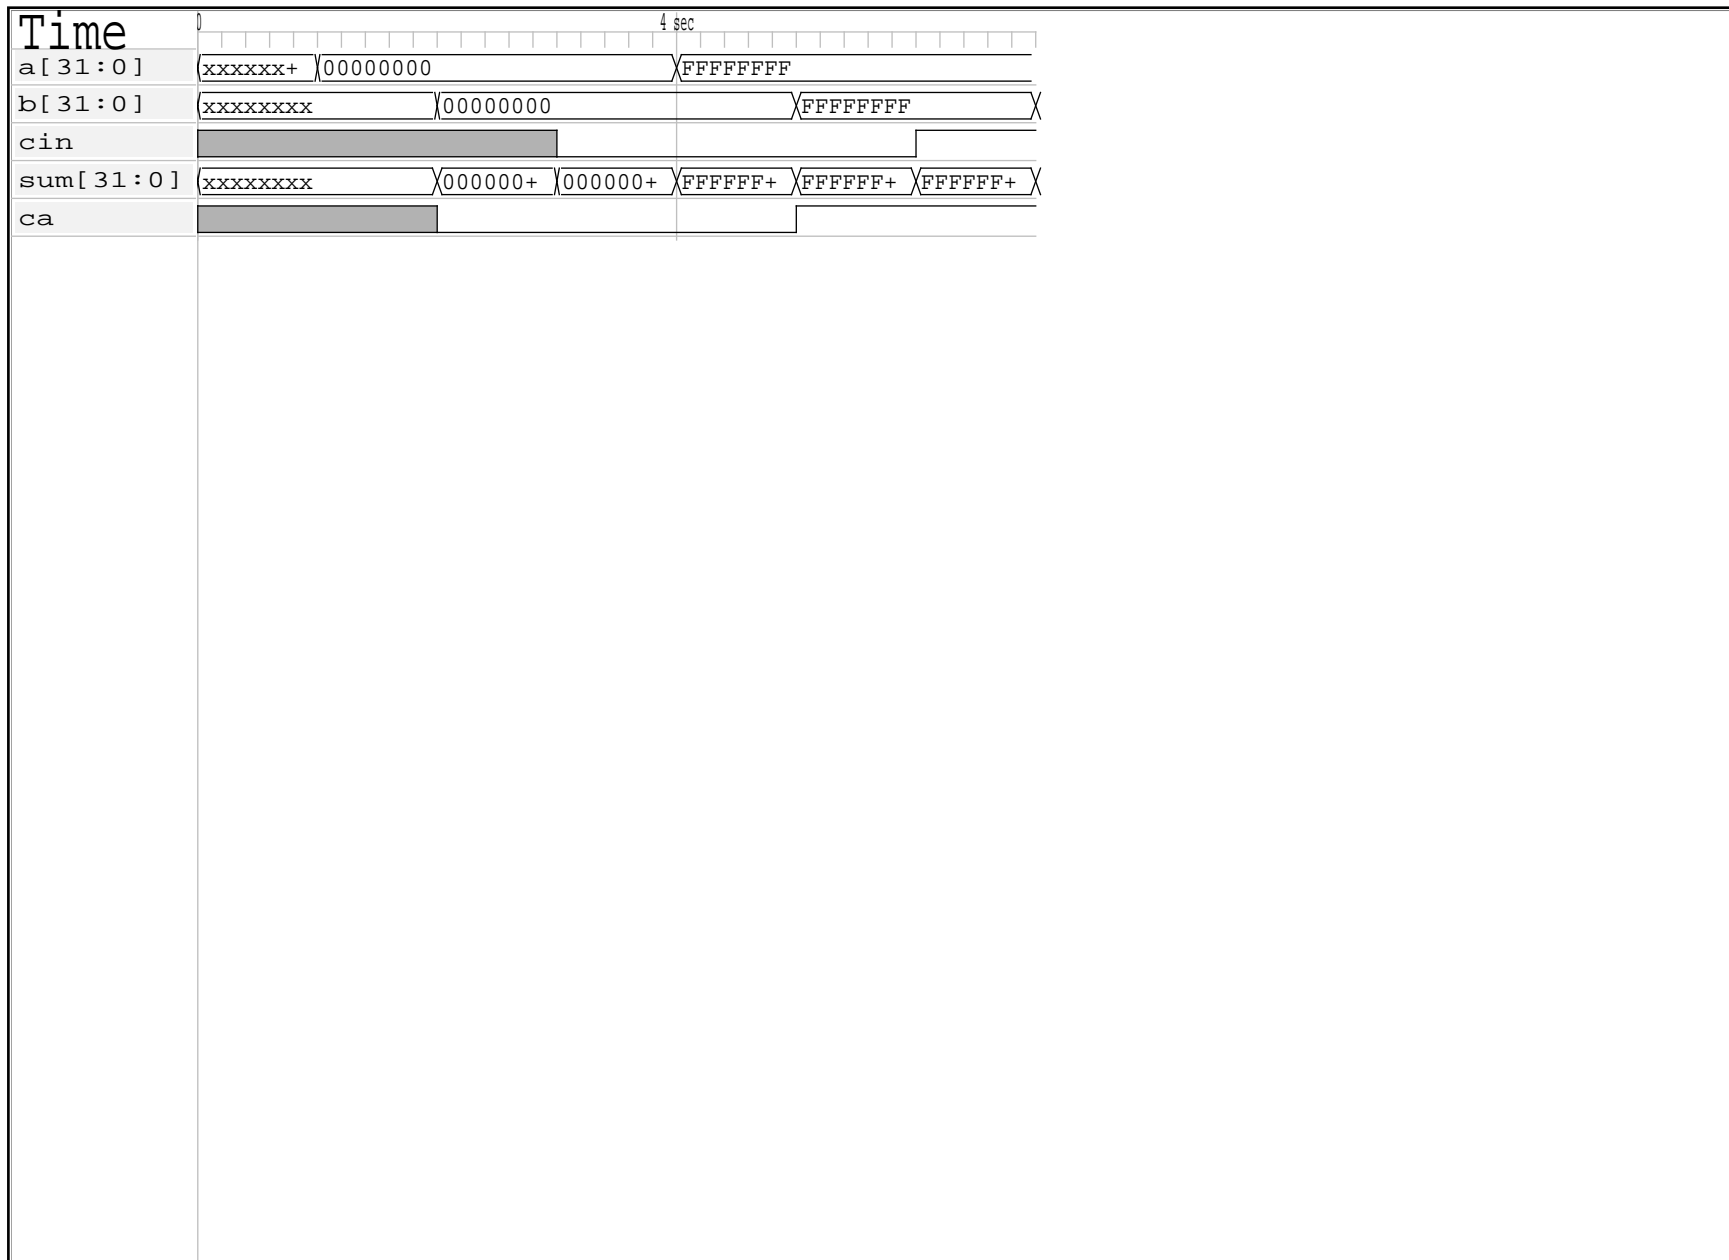 Time
0 4 sec
a[31:0] xxxxxx+ 00000000 FFFFFFFF
b[31:0] xxxxxxxx 00000000 FFFFFFFF
cin
sum[31:0] xxxxxxxx 000000+ 000000+ FFFFFF+ FFFFFF+ FFFFFF+
ca